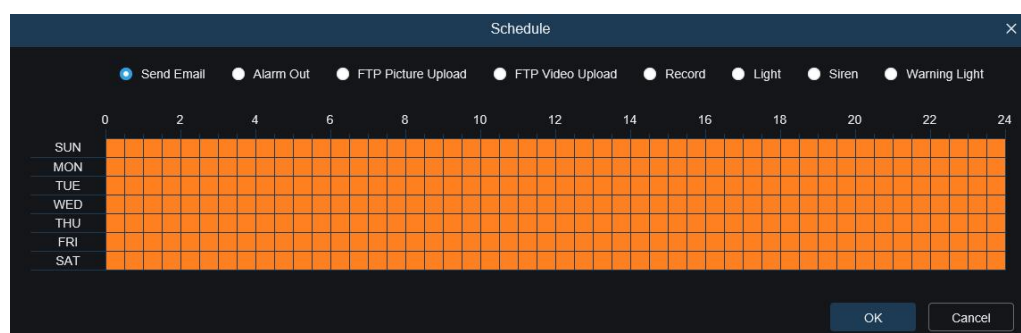 Schedule
Send Email Alarm Out FTP Picture Upload FTP Video Upload Record Light Siren Warning Light
0 2 4 6 8 10 12 14 16 18 20 22 24
SUN
MON
TUE
WED
THU
FRI
SAT
OK Cancel